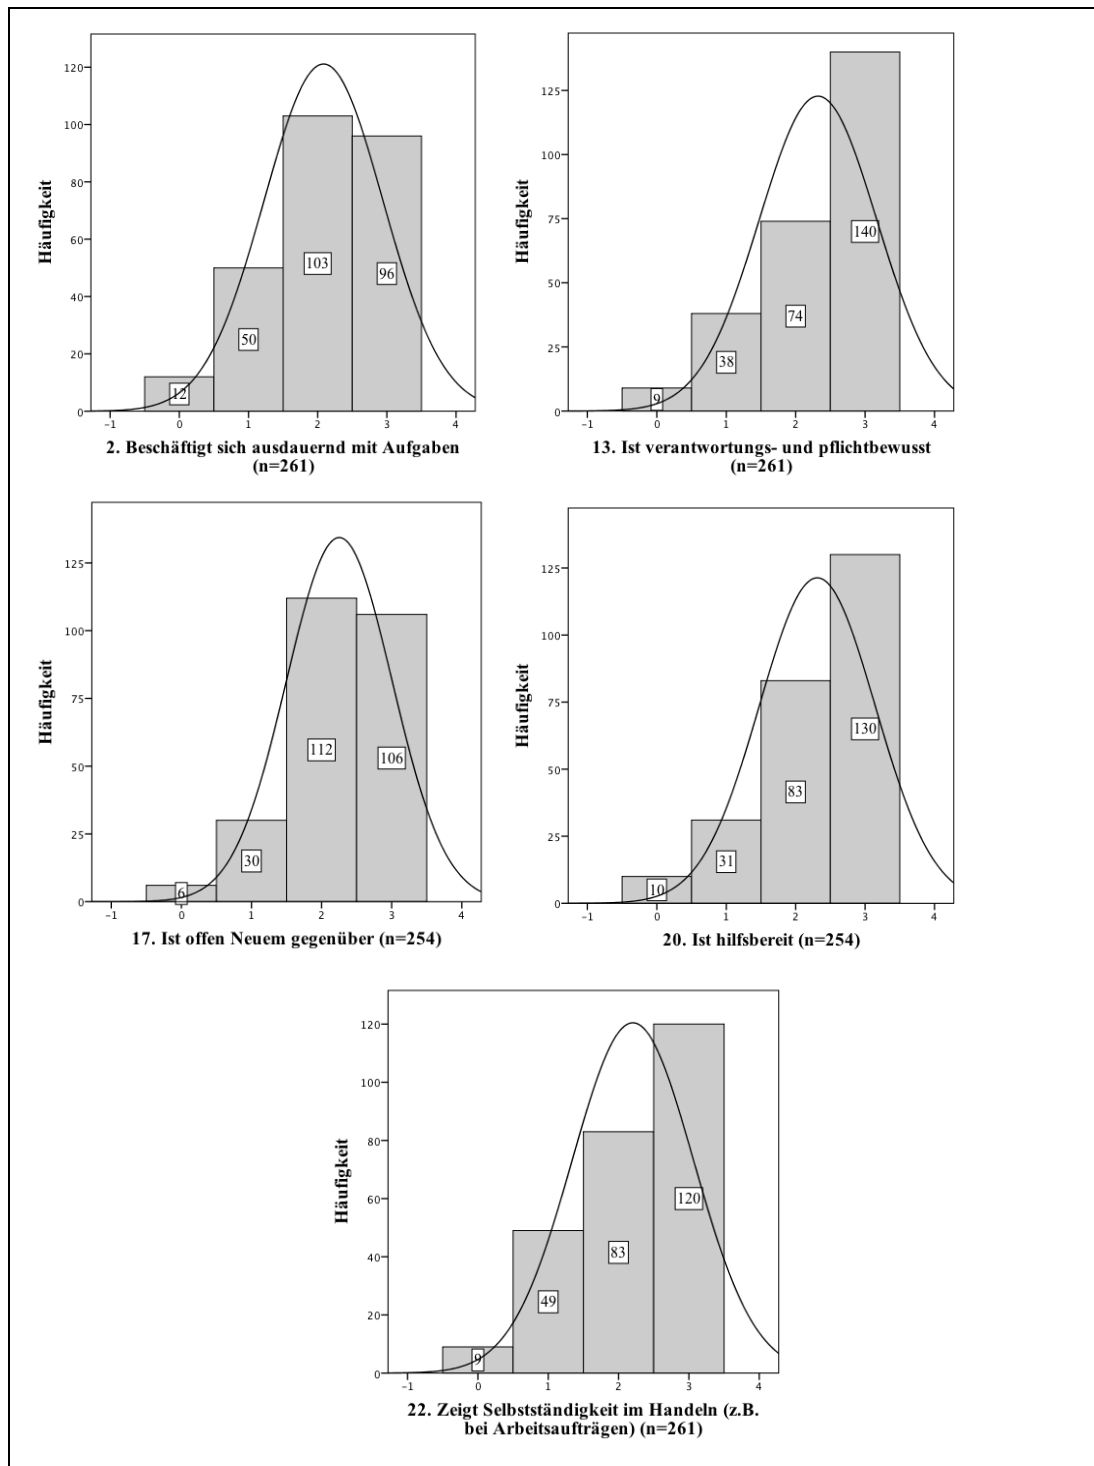 Häufigkeit
120
100
80
60
40
20
0
12
50
103
96
-1 0 1 2 3 4
2. Beschäftigt sich ausdauernd mit Aufgaben
(n=261)
Häufigkeit
125
100
75
50
25
0
9
38
74
140
-1 0 1 2 3 4
13. Ist verantwortungs- und pflichtbewusst
(n=261)
Häufigkeit
125
100
75
50
25
0
6
30
112
106
-1 0 1 2 3 4
17. Ist offen Neuem gegenüber (n=254)
Häufigkeit
125
100
75
50
25
0
10
31
83
130
-1 0 1 2 3 4
20. Ist hilfsbereit (n=254)
Häufigkeit
120
100
80
60
40
20
0
9
49
83
120
-1 0 1 2 3 4
22. Zeigt Selbstständigkeit im Handeln (z.B.
bei Arbeitsaufträgen) (n=261)